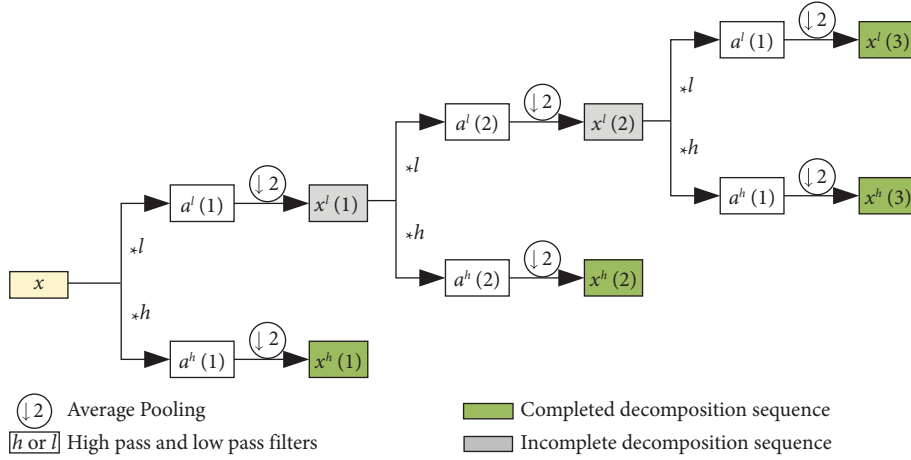 ↓2
a^l (1)
x^l (3)
*l
↓2
a^l (2)
x^l (2)
*l
*h
↓2
↓2
a^l (1)
x^l (1)
a^h (1)
x^h (3)
*l
*h
↓2
x
a^h (2)
x^h (2)
*h
↓2
a^h (1)
x^h (1)
↓2 Average Pooling
h or l High pass and low pass filters
Completed decomposition sequence
Incomplete decomposition sequence